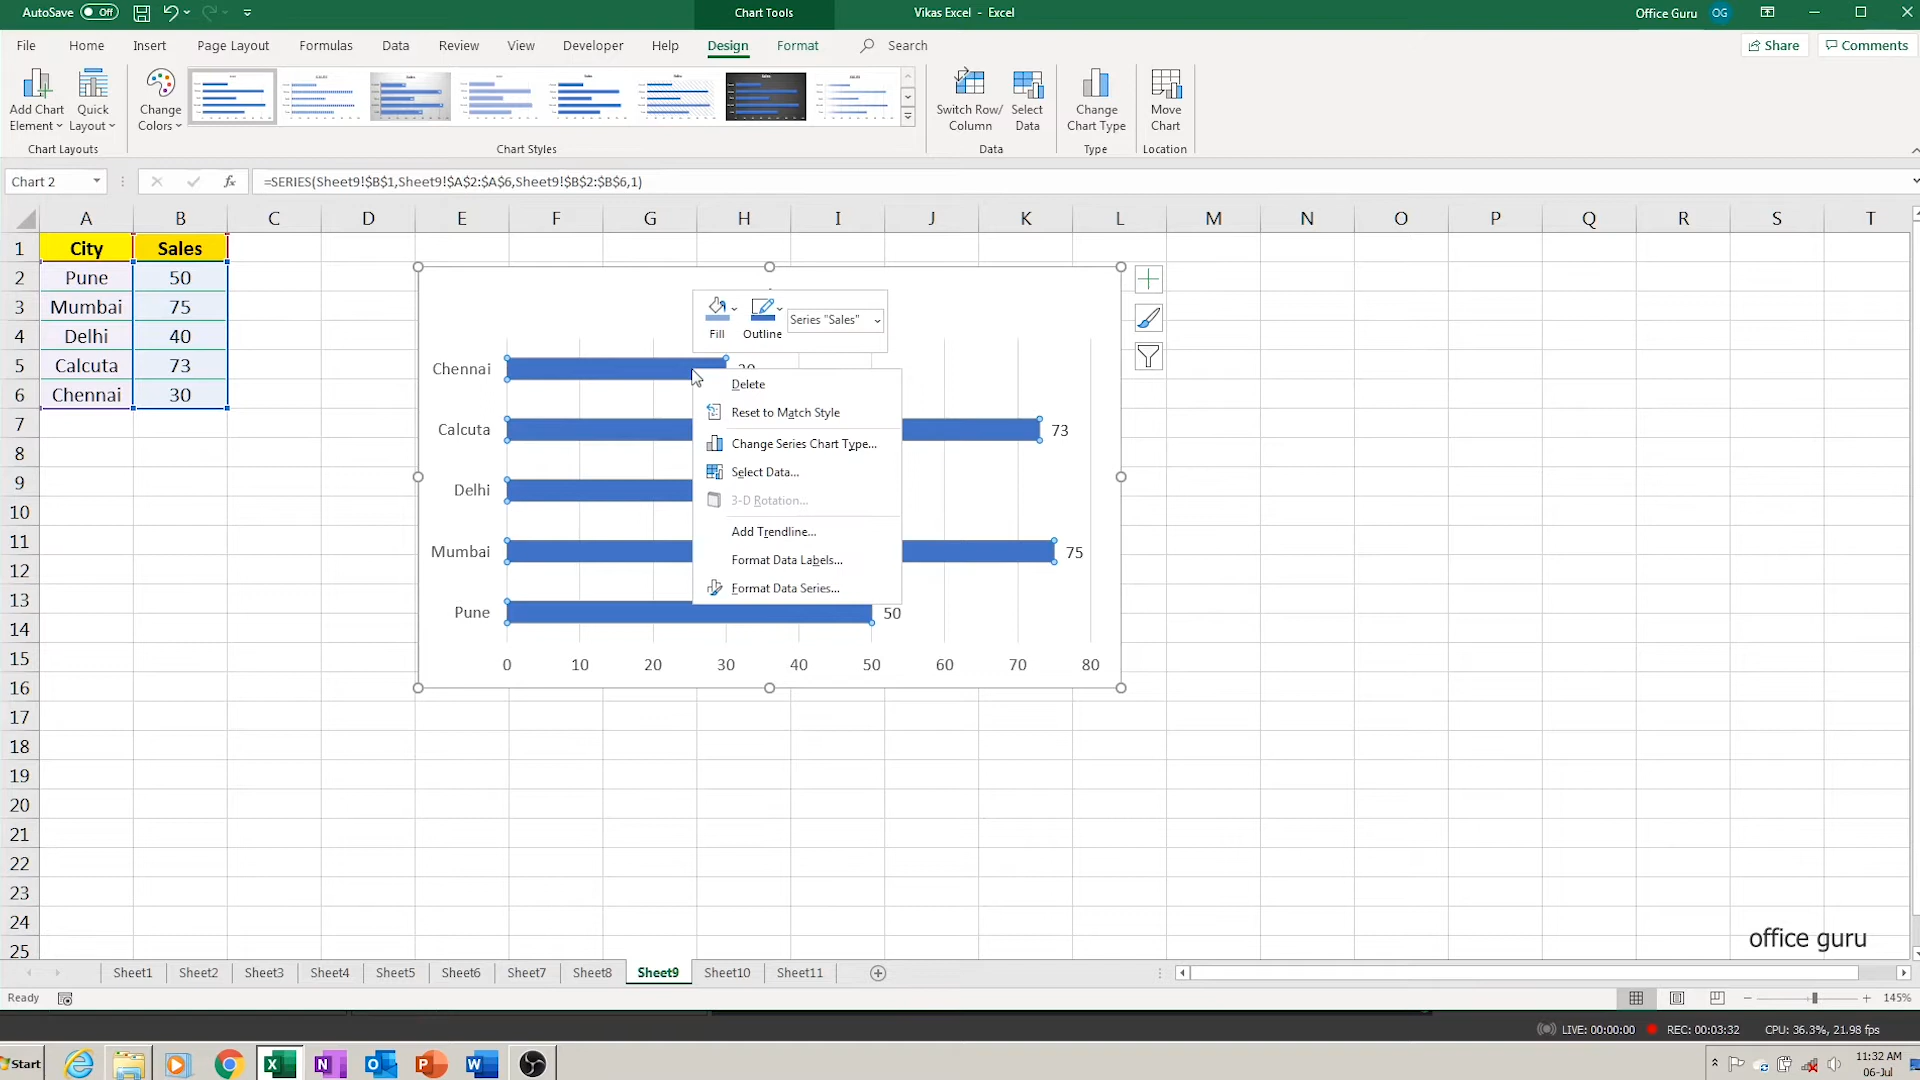 AutoSave Off
Chart Tools
Vikas Excel - Excel
Office Guru OG
File Home Insert Page Layout Formulas Data Review View Developer Help Design Format Search
Share Comments
Add Chart Element
Quick Layout
Change Colors
Switch Row/ Column
Select Data
Change Chart Type
Move Chart
Chart Layouts
Chart Styles
Data
Type
Location
Chart 2
fx
=SERIES(Sheet9!$B$1,Sheet9!$A$2:$A$6,Sheet9!$B$2:$B$6,1)
A B C D E F G H I J K L M N O P Q R S T
1 City Sales
2 Pune 50
3 Mumbai 75
4 Delhi 40
5 Calcuta 73
6 Chennai 30
7
8
9
10
11
12
13
14
15
16
17
18
19
20
21
22
23
24
25
Fill
Outline
Series "Sales"
Chennai
Calcuta 73
Delhi
Mumbai 75
Pune 50
0 10 20 30 40 50 60 70 80
Delete
Reset to Match Style
Change Series Chart Type...
Select Data...
3-D Rotation...
Add Trendline...
Format Data Labels...
Format Data Series...
office guru
Sheet1 Sheet2 Sheet3 Sheet4 Sheet5 Sheet6 Sheet7 Sheet8 Sheet9 Sheet10 Sheet11
Ready
145%
LIVE: 00:00:00 REC: 00:03:32 CPU: 36.3%, 21.98 fps
Start
11:32 AM
06-Jul